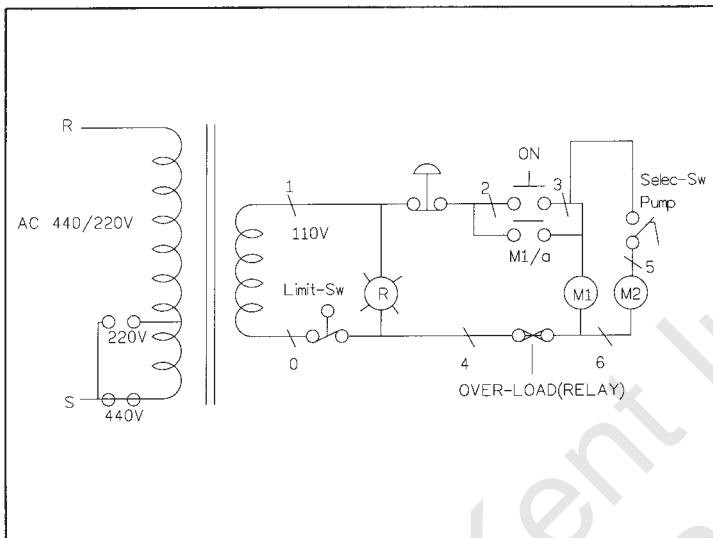 R
AC 440/220V
220V
S
440V
1
110V
Limit-Sw
0
R
4
2
ON
3
M1/a
Selec-Sw
Pump
5
M1
M2
6
OVER-LOAD(RELAY)
Kent